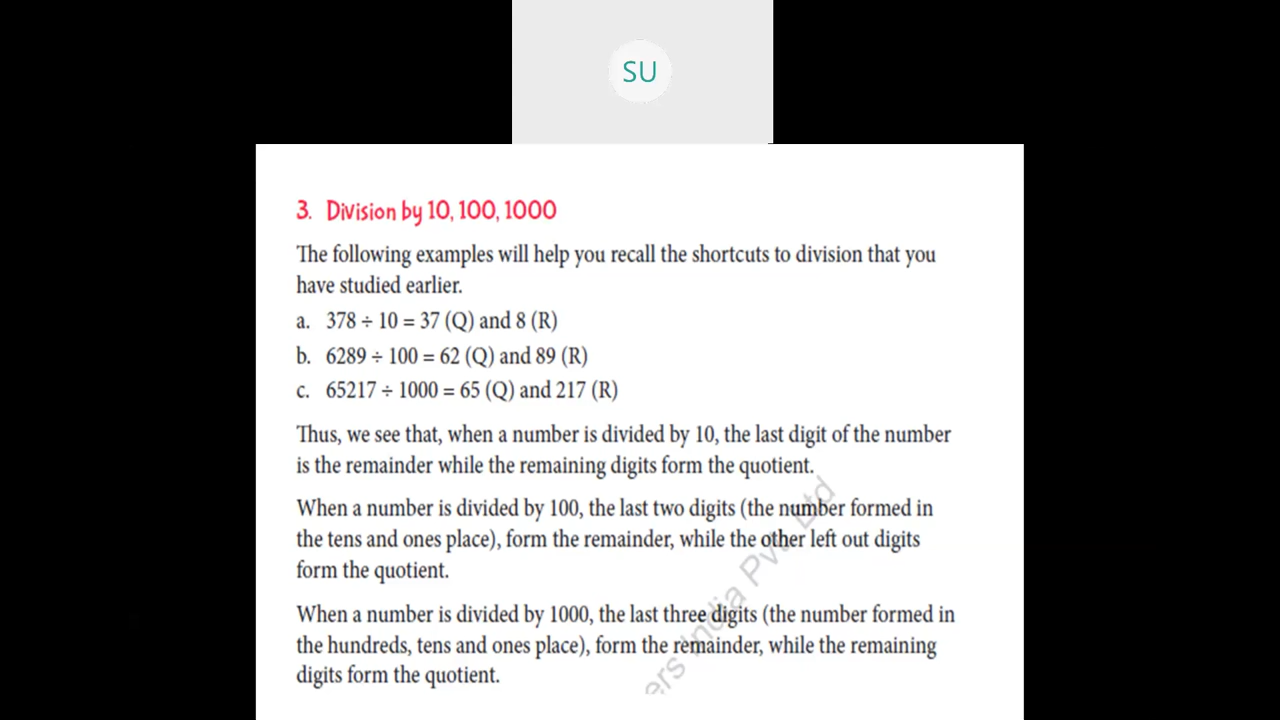 SU
3. Division by 10, 100, 1000
The following examples will help you recall the shortcuts to division that you
have studied earlier.
a. 378 ÷ 10 = 37 (Q) and 8 (R)
b. 6289 ÷ 100 = 62 (Q) and 89 (R)
c. 65217 ÷ 1000 = 65 (Q) and 217 (R)
Thus, we see that, when a number is divided by 10, the last digit of the number
is the remainder while the remaining digits form the quotient.
When a number is divided by 100, the last two digits (the number formed in
the tens and ones place), form the remainder, while the other left out digits
form the quotient.
When a number is divided by 1000, the last three digits (the number formed in
the hundreds, tens and ones place), form the remainder, while the remaining
digits form the quotient.
ers India Pvt. Ltd